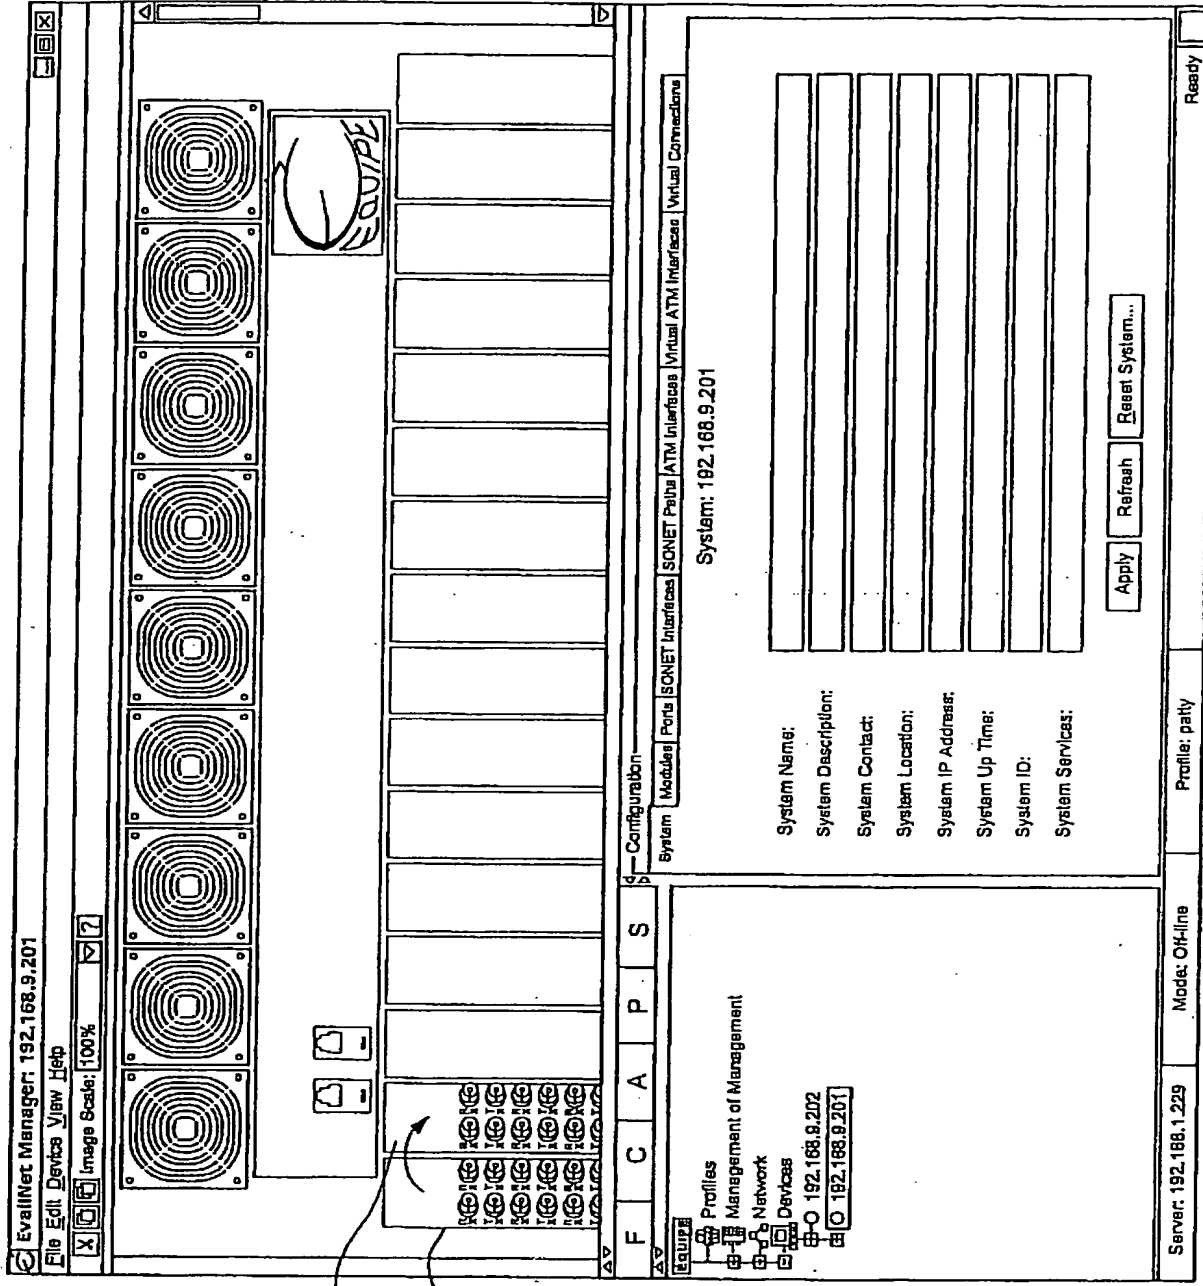 EvallNet Manager: 192.168.9.201
File Edit Device View Help
Image Scale: 100% ?
EQUIPE
F C A P S
EQUIPE
Profiles
Management of Management
Network
Devices
192.168.9.202
192.188.9.201
Configuration
System Modules Ports SONET Interfaces SONET Paths ATM Interfaces Virtual ATM Interfaces Virtual Connections
System: 192.168.9.201
System Name:
System Description:
System Contact:
System Location:
System IP Address:
System Up Time:
System ID:
System Services:
Apply Refresh Reset System...
Server: 192.188.1.229 Mode: Off-line Profile: patty Ready